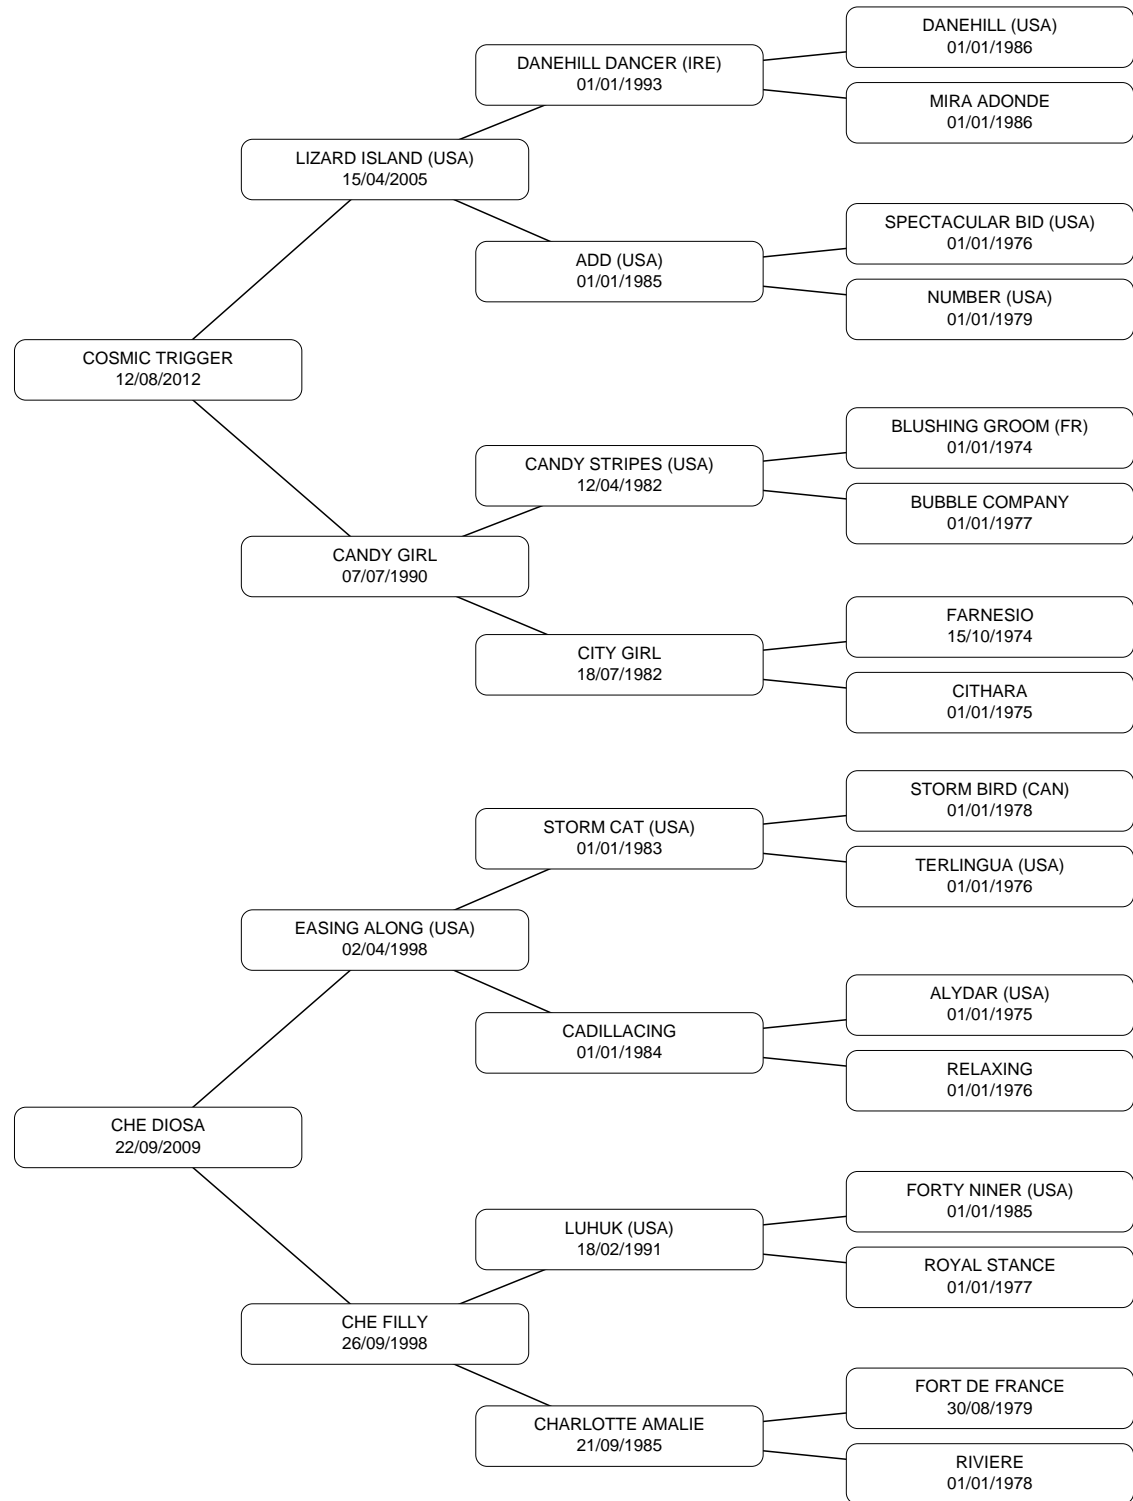 DANEHILL (USA)
01/01/1986
DANEHILL DANCER (IRE)
01/01/1993
MIRA ADONDE
01/01/1986
LIZARD ISLAND (USA)
15/04/2005
SPECTACULAR BID (USA)
01/01/1976
ADD (USA)
01/01/1985
NUMBER (USA)
01/01/1979
COSMIC TRIGGER
12/08/2012
BLUSHING GROOM (FR)
01/01/1974
CANDY STRIPES (USA)
12/04/1982
BUBBLE COMPANY
01/01/1977
CANDY GIRL
07/07/1990
FARNESIO
15/10/1974
CITY GIRL
18/07/1982
CITHARA
01/01/1975
STORM BIRD (CAN)
01/01/1978
STORM CAT (USA)
01/01/1983
TERLINGUA (USA)
01/01/1976
EASING ALONG (USA)
02/04/1998
ALYDAR (USA)
01/01/1975
CADILLACING
01/01/1984
RELAXING
01/01/1976
CHE DIOSA
22/09/2009
FORTY NINER (USA)
01/01/1985
LUHUK (USA)
18/02/1991
ROYAL STANCE
01/01/1977
CHE FILLY
26/09/1998
FORT DE FRANCE
30/08/1979
CHARLOTTE AMALIE
21/09/1985
RIVIERE
01/01/1978